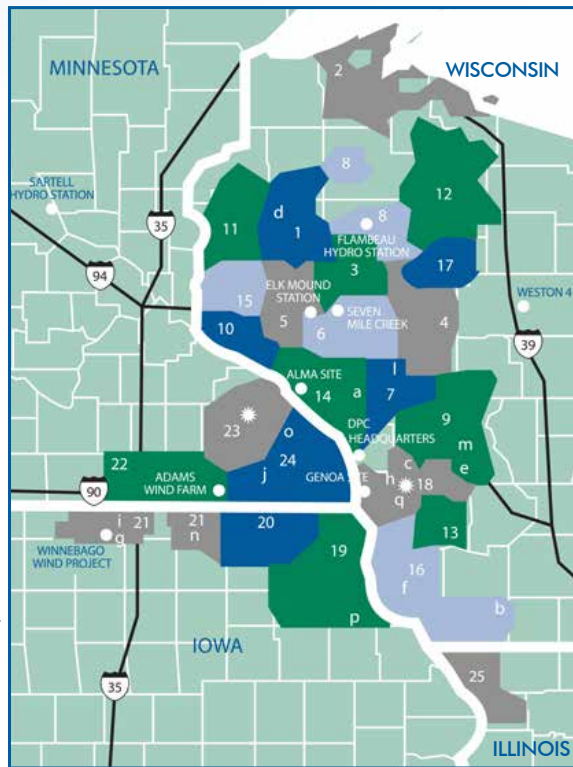 2
MINNESOTA
WISCONSIN
8
SARTELL
HYDRO STATION
12
d
8
35
11
1
FLAMBEAU
HYDRO STATION
94
3
17
ELK MOUND
STATION
15
WESTON 4
5
SEVEN
MILE CREEK
4
10
6
39
l
ALMA SITE
a
7
14
9
23
o
DPC
HEADQUARTERS
m
22
24
c
e
ADAMS
WIND FARM
j
GENOA SITE
h
18
90
q
i
21
21
20
13
g
n
WINNEBAGO
WIND PROJECT
19
16
f
p
b
IOWA
25
35
ILLINOIS